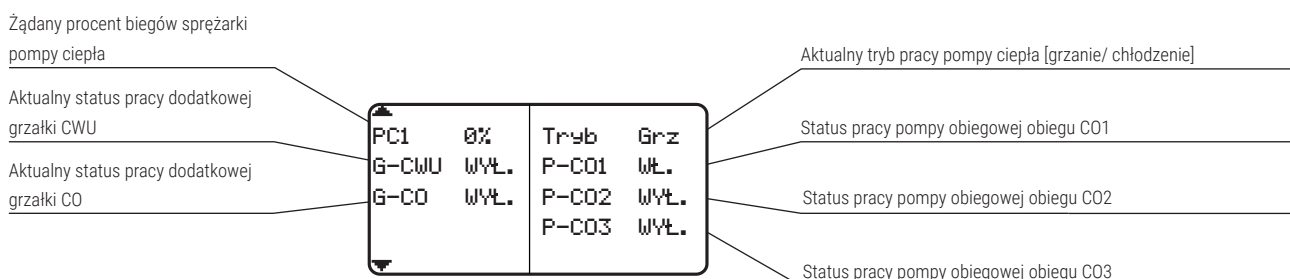 Żądany procent biegów sprężarki
pompy ciepła
Aktualny status pracy dodatkowej
grzałki CWU
Aktualny status pracy dodatkowej
grzałki CO
PC1 0%
G-CWU WYŁ.
G-CO WYŁ.
Tryb Grz
P-CO1 WŁ.
P-CO2 WYŁ.
P-CO3 WYŁ.
Aktualny tryb pracy pompy ciepła [grzanie/ chłodzenie]
Status pracy pompy obiegowej obiegu CO1
Status pracy pompy obiegowej obiegu CO2
Status pracy pompy obiegowej obiegu CO3